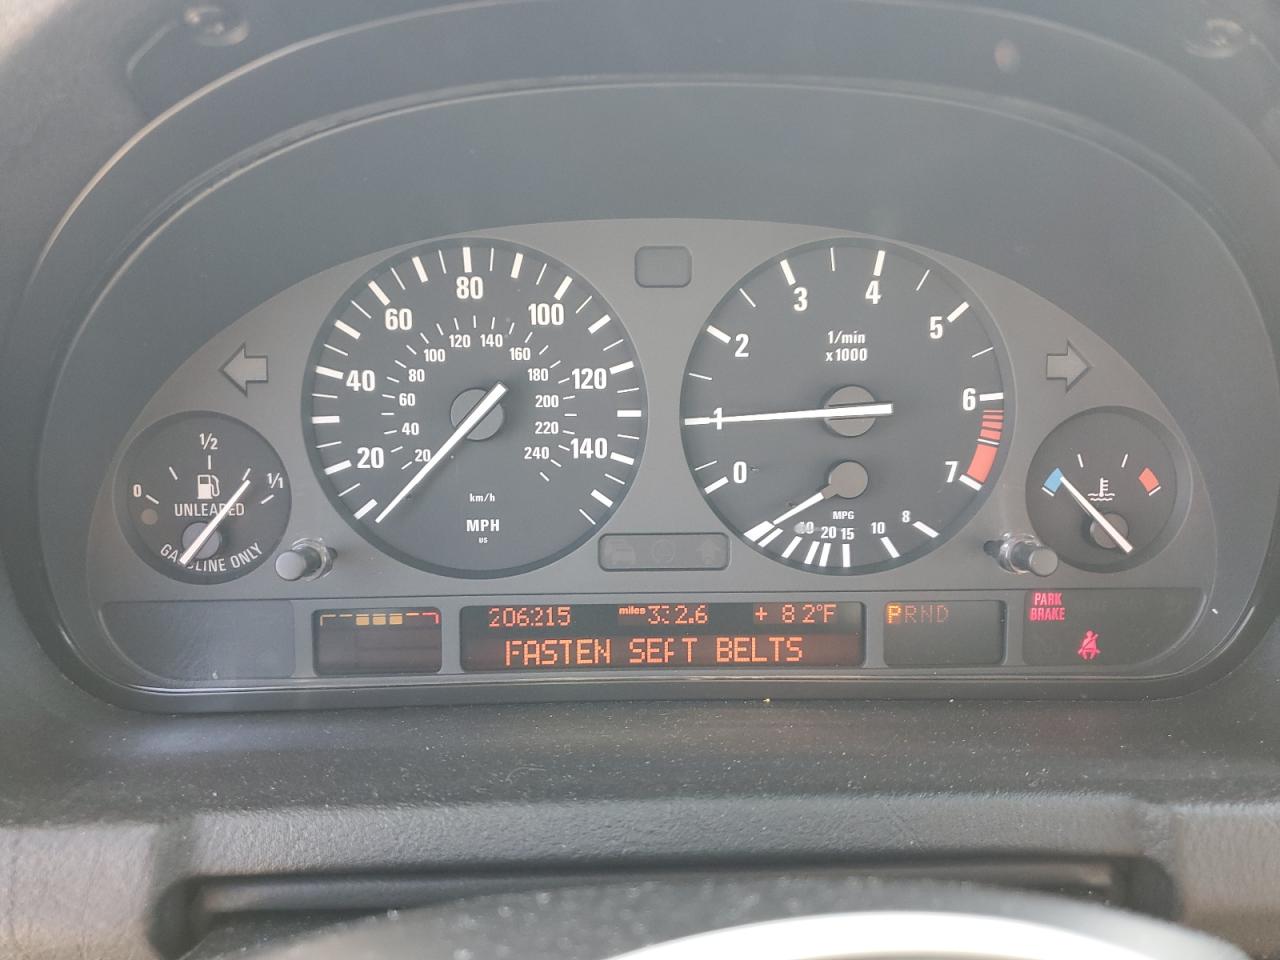 20
40
60
80
100
120
140
20
40
60
80
100
120
140
160
180
200
220
240
km/h
MPH
US
0
1
2
3
4
5
6
7
1/min
x1000
MPG
20 15 10 8
0 1/2 1/1
UNLEADED
GASOLINE ONLY
206215 miles 332.6 +82°F
FASTEN SEAT BELTS
PRND
PARK
BRAKE